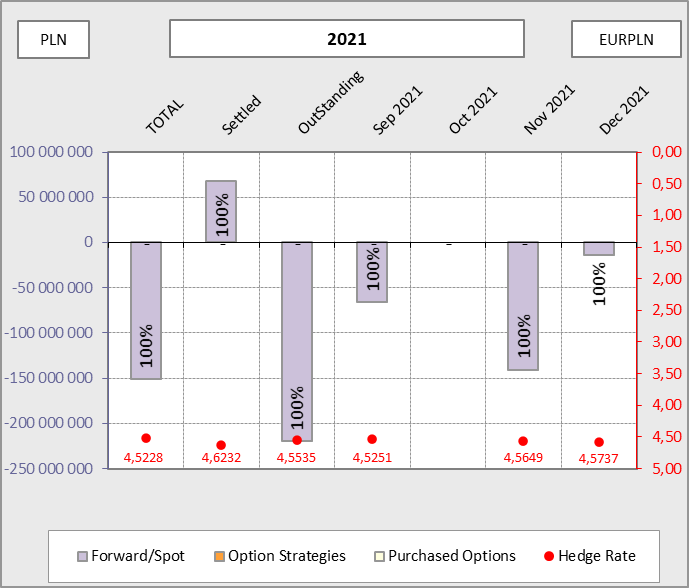 PLN 2021 EURPLN
TOTAL Settled OutStanding Sep 2021 Oct 2021 Nov 2021 Dec 2021
100 000 000 0,00
50 000 000 0,50
1,00
0 1,50
-50 000 000 2,00
2,50
-100 000 000 3,00
-150 000 000 3,50
4,00
-200 000 000 4,50
-250 000 000 5,00
100% 100% 100% 100% 100% 100%
4,5228 4,6232 4,5535 4,5251 4,5649 4,5737
Forward/Spot Option Strategies Purchased Options Hedge Rate